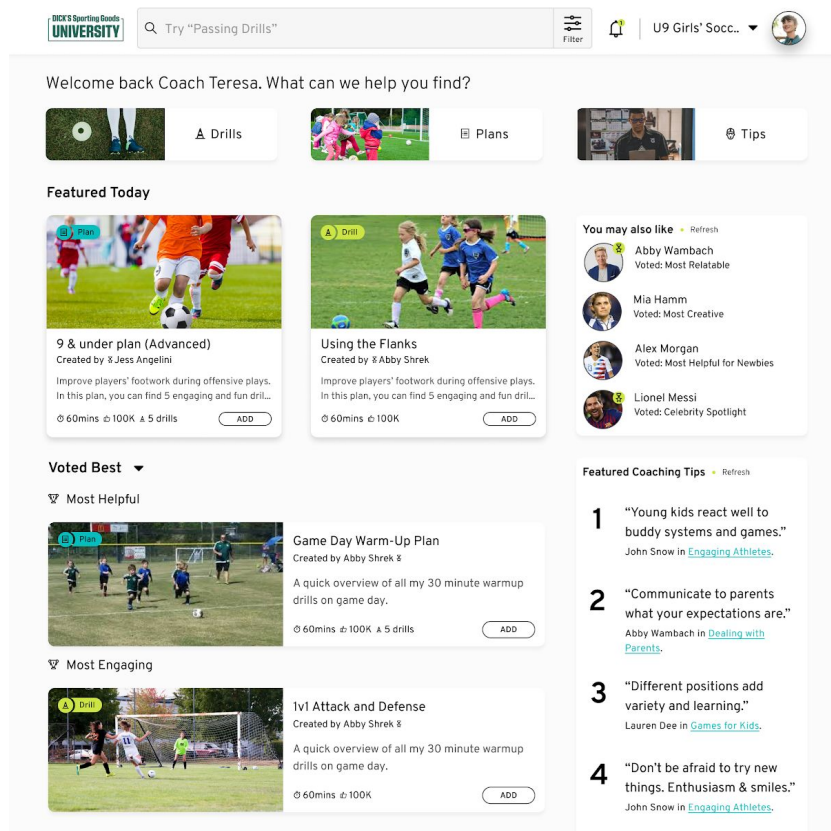 DICK'S Sporting Goods
UNIVERSITY
Try “Passing Drills”
Filter
1
U9 Girls’ Socc..
Welcome back Coach Teresa. What can we help you find?
Drills
Plans
Tips
Featured Today
Plan
9 & under plan (Advanced)
Created by Jess Angelini
Improve players’ footwork during offensive plays.
In this plan, you can find 5 engaging and fun dril...
60mins 100K 5 drills
ADD
Drill
Using the Flanks
Created by Abby Shrek
Improve players’ footwork during offensive plays.
In this plan, you can find 5 engaging and fun dril...
60mins 100K
ADD
You may also like • Refresh
Abby Wambach
Voted: Most Relatable
Mia Hamm
Voted: Most Creative
Alex Morgan
Voted: Most Helpful for Newbies
Lionel Messi
Voted: Celebrity Spotlight
Voted Best
Most Helpful
Plan
Game Day Warm-Up Plan
Created by Abby Shrek
A quick overview of all my 30 minute warmup
drills on game day.
60mins 100K 5 drills
ADD
Most Engaging
Drill
11
1v1 Attack and Defense
Created by Abby Shrek
A quick overview of all my 30 minute warmup
drills on game day.
60mins 100K
ADD
Featured Coaching Tips • Refresh
1
“Young kids react well to
buddy systems and games.”
John Snow in Engaging Athletes.
2
“Communicate to parents
what your expectations are.”
Abby Wambach in Dealing with
Parents.
3
“Different positions add
variety and learning.”
Lauren Dee in Games for Kids.
4
“Don’t be afraid to try new
things. Enthusiasm & smiles.”
John Snow in Engaging Athletes.